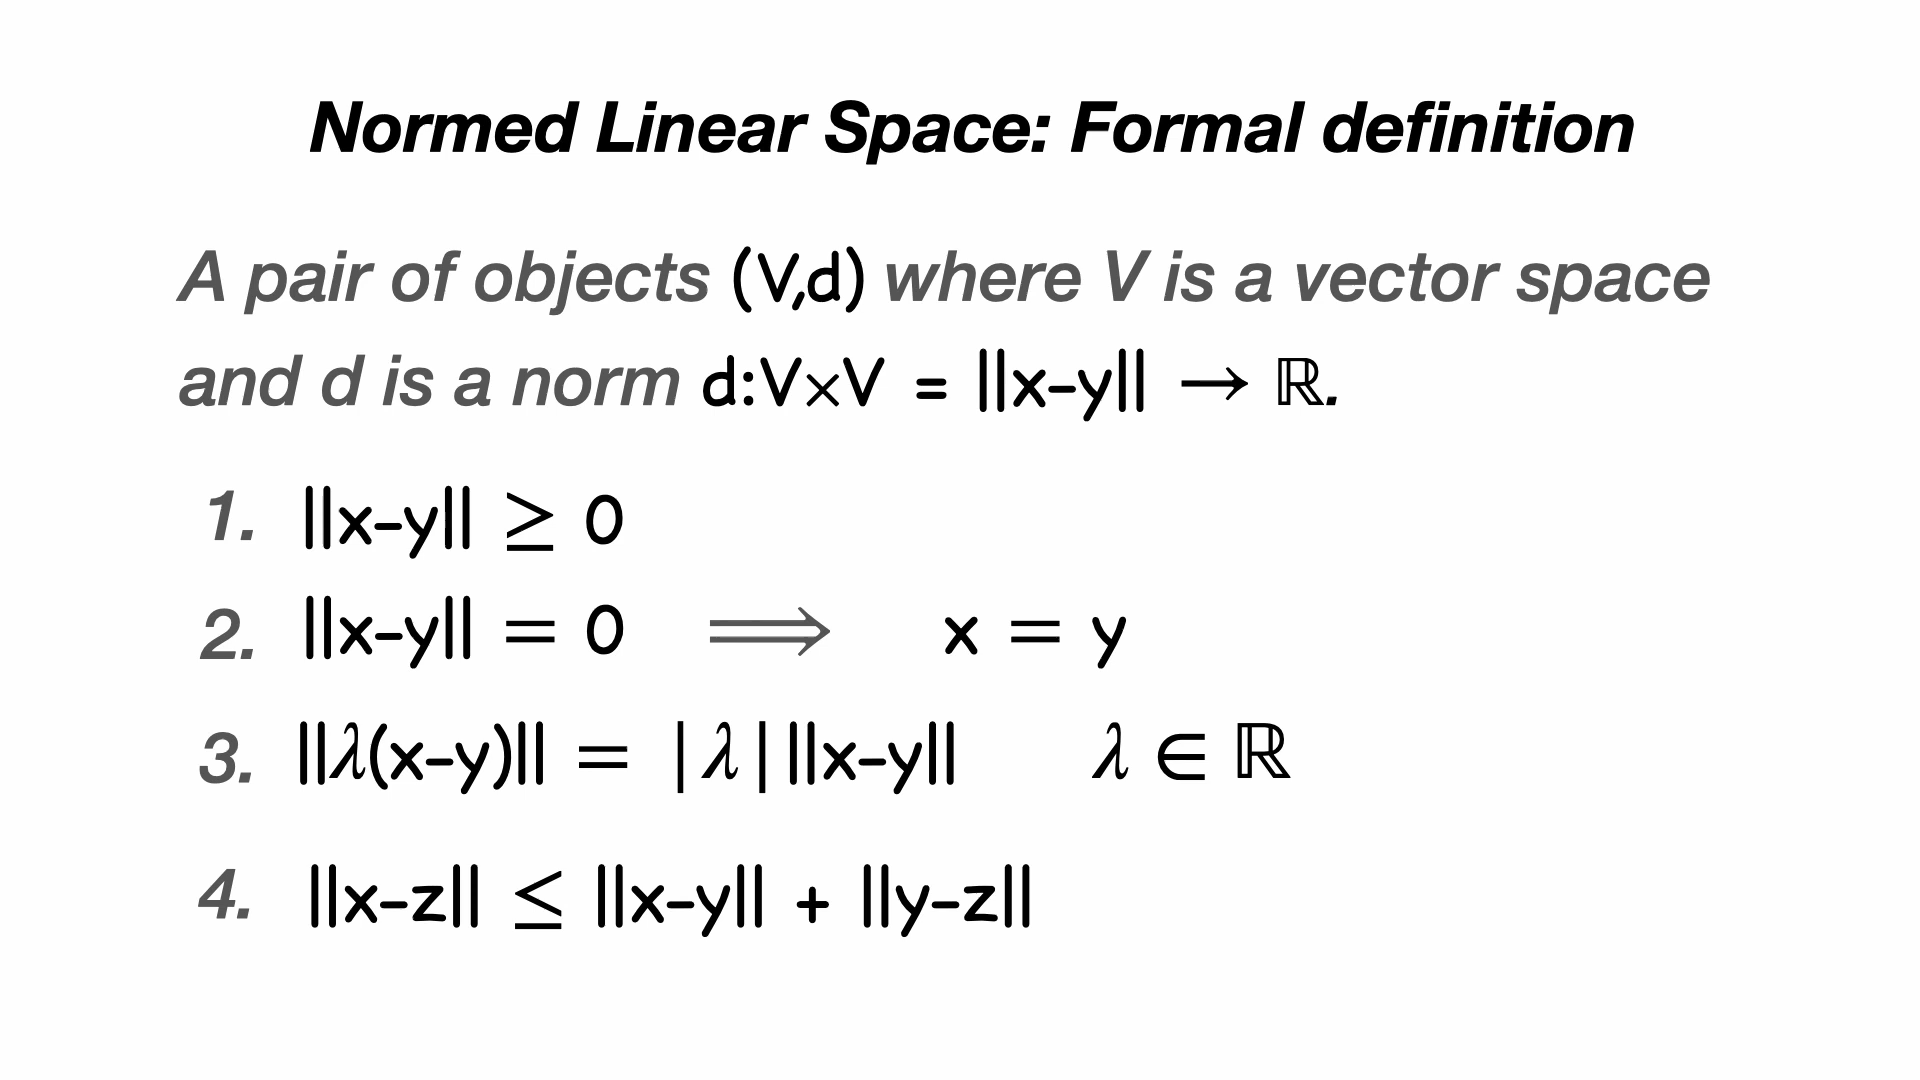 Normed Linear Space: Formal definition
A pair of objects (V,d) where V is a vector space
and d is a norm d:V×V = ||x-y|| → ℝ.
1. ||x-y|| ≥ 0
2. ||x-y|| = 0 ⟹ x = y
3. ||λ(x-y)|| = |λ| ||x-y|| λ ∈ ℝ
4. ||x-z|| ≤ ||x-y|| + ||y-z||